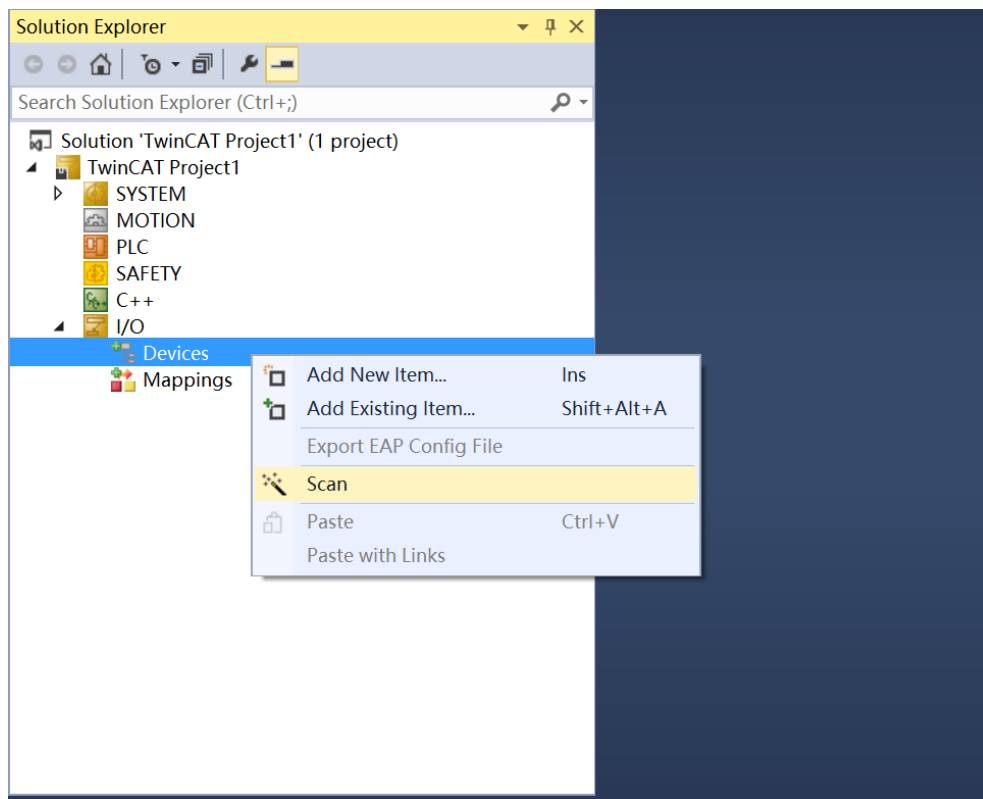 Solution Explorer
Search Solution Explorer (Ctrl+;)
Solution 'TwinCAT Project1' (1 project)
TwinCAT Project1
SYSTEM
MOTION
PLC
SAFETY
C++
I/O
Devices
Mappings
Add New Item... Ins
Add Existing Item... Shift+Alt+A
Export EAP Config File
Scan
Paste Ctrl+V
Paste with Links